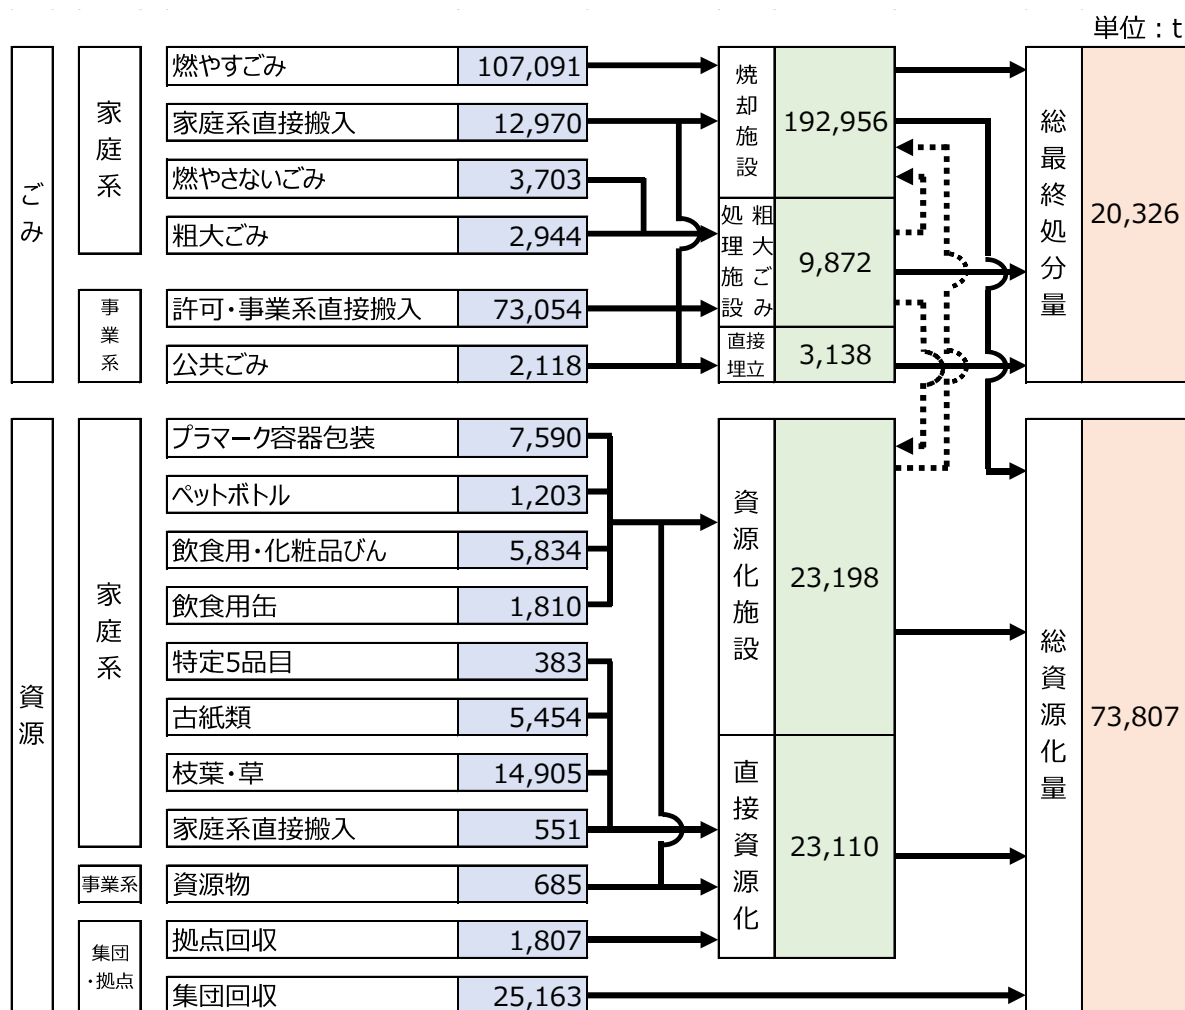 単位：t
ごみ
家庭系
燃やすごみ 107,091
家庭系直接搬入 12,970
燃やさないごみ 3,703
粗大ごみ 2,944
事業系
許可・事業系直接搬入 73,054
公共ごみ 2,118
焼却施設 192,956
粗大ごみ処理施設 9,872
直接埋立 3,138
総最終処分量 20,326
資源
家庭系
プラマーク容器包装 7,590
ペットボトル 1,203
飲食用・化粧品びん 5,834
飲食用缶 1,810
特定5品目 383
古紙類 5,454
枝葉・草 14,905
家庭系直接搬入 551
事業系
資源物 685
集団・拠点
拠点回収 1,807
集団回収 25,163
資源化施設 23,198
直接資源化 23,110
総資源化量 73,807